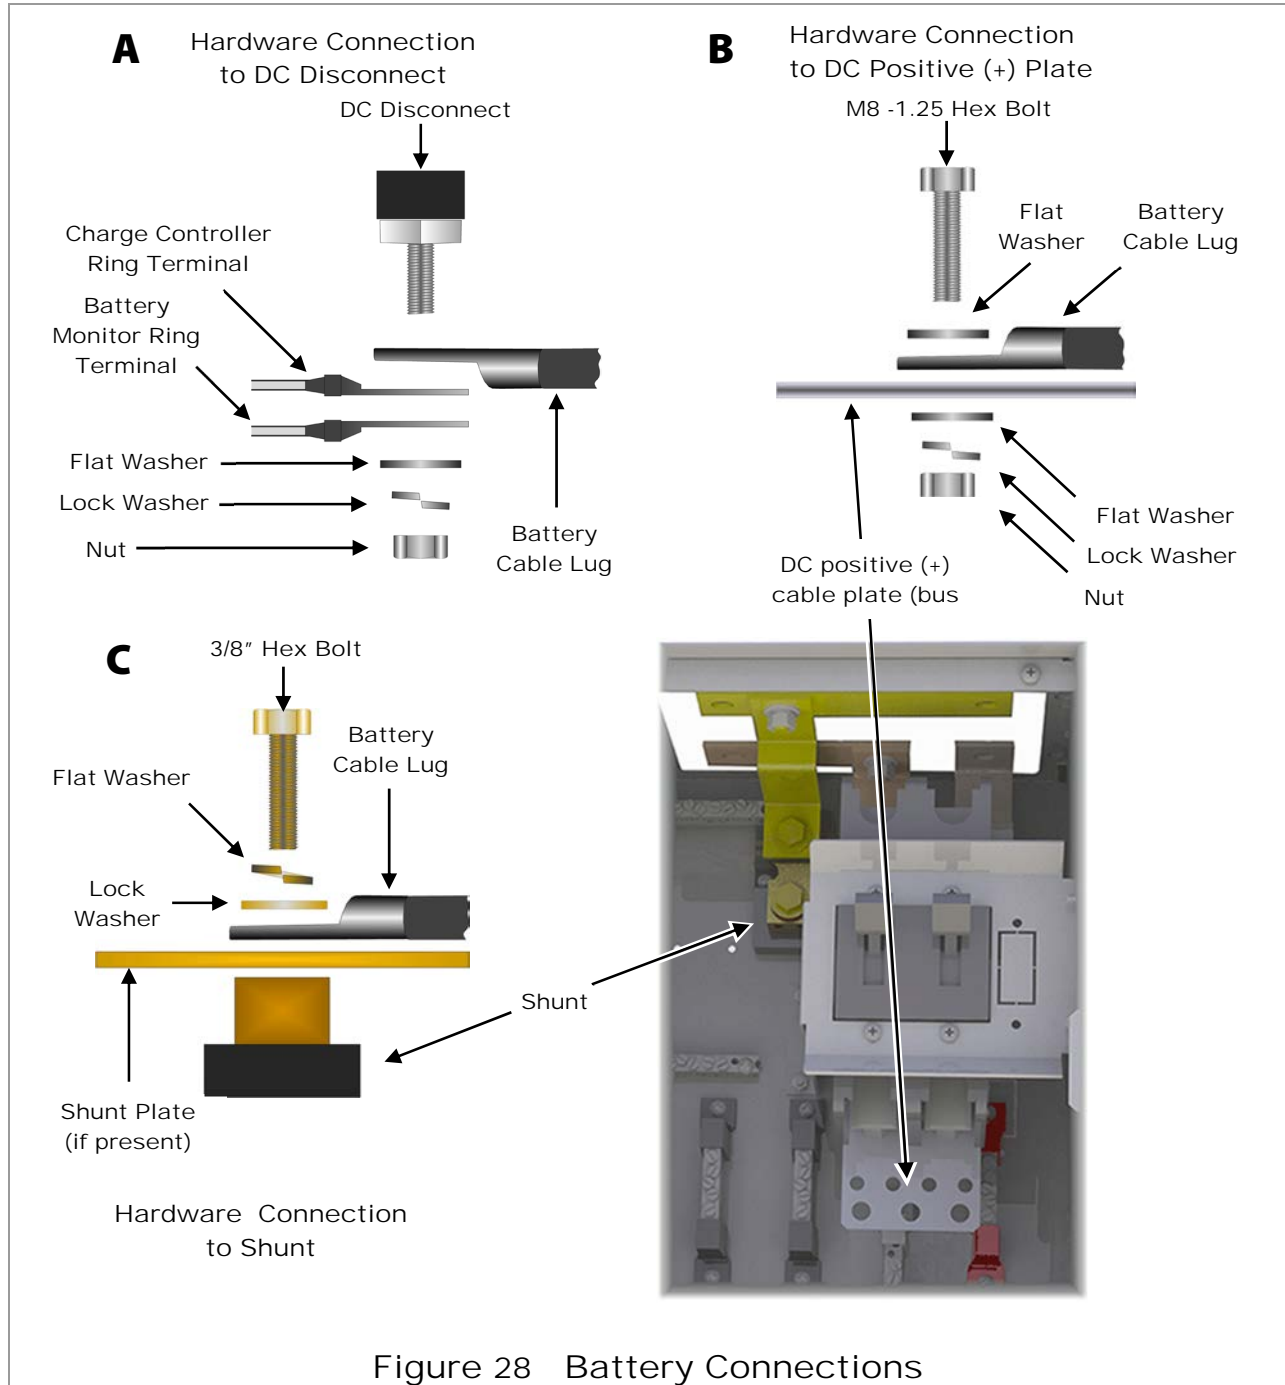 A
Hardware Connection
to DC Disconnect
DC Disconnect
Charge Controller
Ring Terminal
Battery
Monitor Ring
Terminal
Flat Washer
Lock Washer
Nut
Battery
Cable Lug
B
Hardware Connection
to DC Positive (+) Plate
M8 -1.25 Hex Bolt
Flat
Washer
Battery
Cable Lug
Flat Washer
Lock Washer
Nut
DC positive (+)
cable plate (bus
C
3/8″ Hex Bolt
Battery
Cable Lug
Flat Washer
Lock
Washer
Shunt
Shunt Plate
(if present)
Hardware Connection
to Shunt
Figure 28 Battery Connections